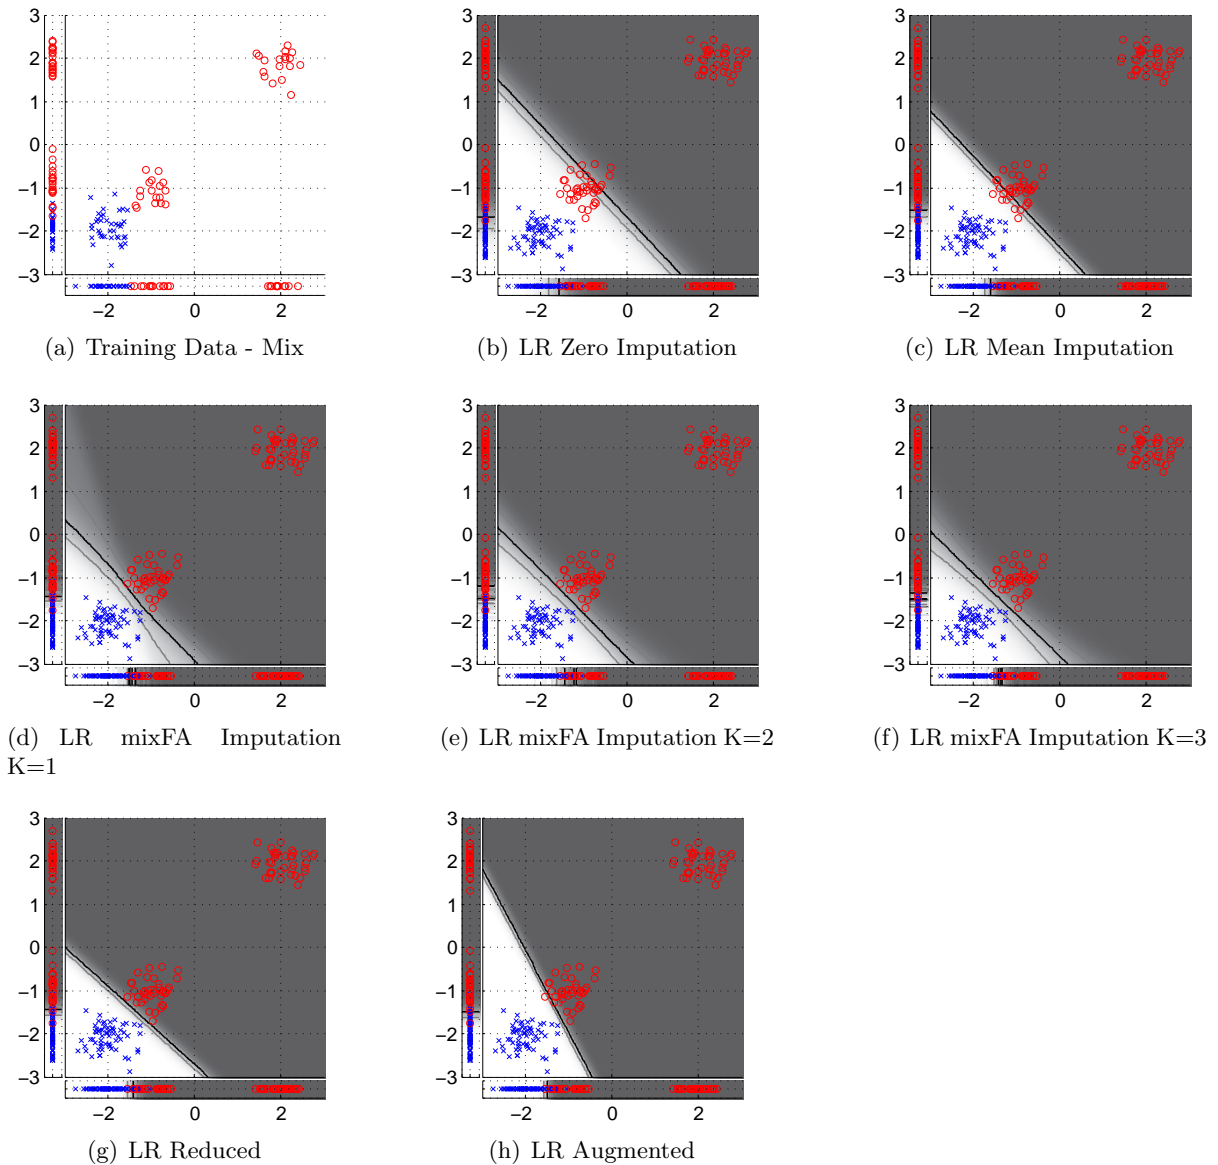 3 3 3
2 2 2
1 1 1
0 0 0
−1 −1 −1
−2 −2 −2
−3 −3 −3
−2 0 2 −2 0 2 −2 0 2
(a) Training Data - Mix
(b) LR Zero Imputation
(c) LR Mean Imputation
3 3 3
2 2 2
1 1 1
0 0 0
−1 −1 −1
−2 −2 −2
−3 −3 −3
−2 0 2 −2 0 2 −2 0 2
(d) LR mixFA Imputation
K=1
(e) LR mixFA Imputation K=2
(f) LR mixFA Imputation K=3
3 3
2 2
1 1
0 0
−1 −1
−2 −2
−3 −3
−2 0 2 −2 0 2
(g) LR Reduced
(h) LR Augmented